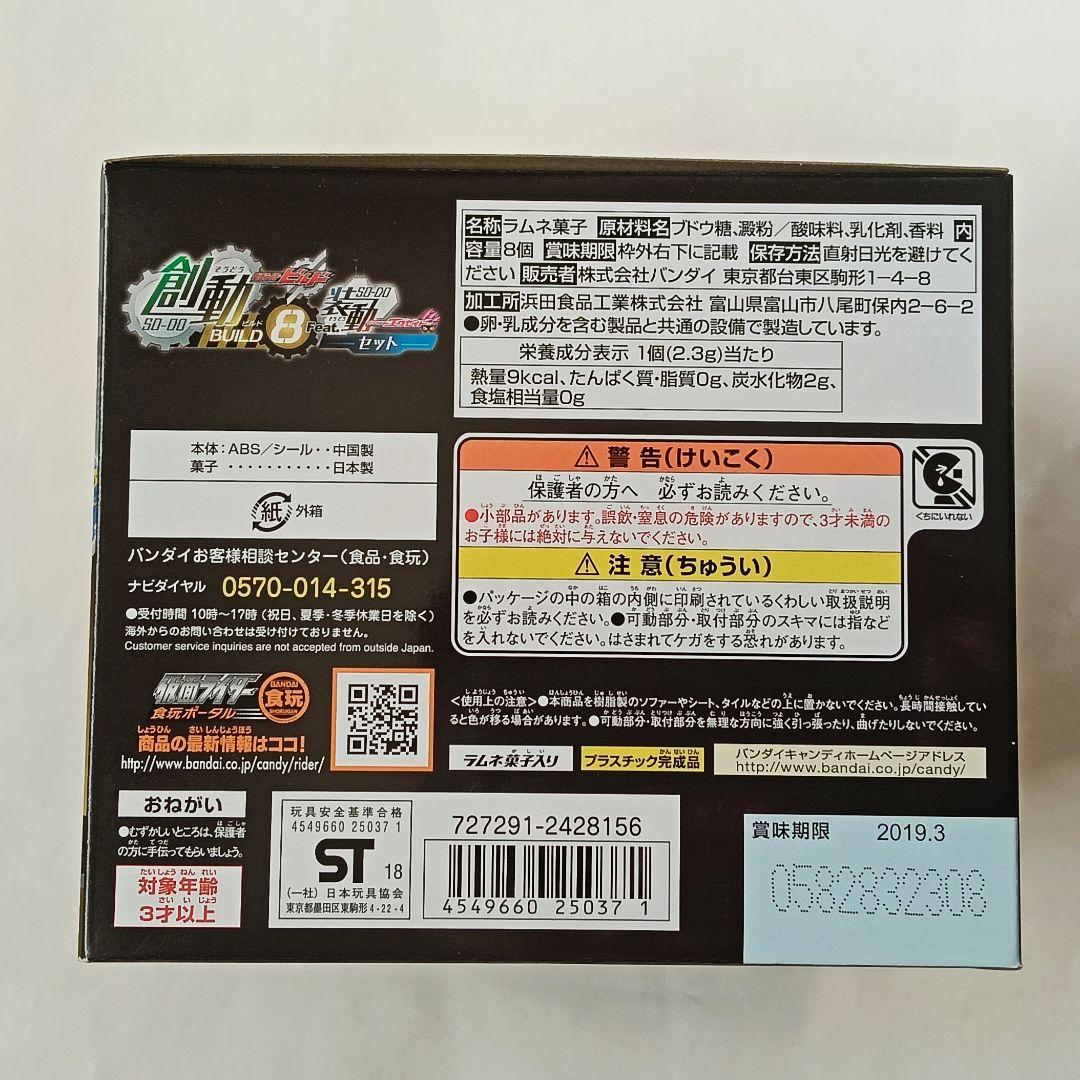 名称 ラムネ菓子 原材料名 ブドウ糖、澱粉／酸味料、乳化剤、香料 内
容量 8個 賞味期限 枠外右下に記載 保存方法 直射日光を避けてく
ださい 販売者 株式会社バンダイ 東京都台東区駒形1-4-8
加工所 浜田食品工業株式会社 富山県富山市八尾町保内2-6-2
●卵・乳成分を含む製品と共通の設備で製造しています。
栄養成分表示 1個(2.3g)当たり
熱量9kcal、たんぱく質・脂質0g、炭水化物2g、
食塩相当量0g
そうどう
創動
SO-DO
ビルド
BUILD
8
ビルド
Feat.
SO-DO
装動
そうどう
セット
本体：ABS／シール・・中国製
菓子 ・・・・・・・・・・・日本製
紙 外箱
バンダイお客様相談センター（食品・食玩）
ナビダイヤル 0570-014-315
●受付時間 10時〜17時（祝日、夏季・冬季休業日を除く）
海外からのお問い合わせは受け付けておりません。
Customer service inquiries are not accepted from outside Japan.
警告（けいこく）
保護者の方へ 必ずお読みください。
●小部品があります。誤飲・窒息の危険がありますので、3才未満の
お子様には絶対に与えないでください。
注意（ちゅうい）
●パッケージの中の箱の内側に印刷されているくわしい取扱説明
を必ずお読みください。●可動部分・取付部分のスキマには指など
を入れないでください。はさまれてケガをする恐れがあります。
くちにいれない
仮面ライダー
食玩ポータル
BANDAI
食玩
SHOKUGAN
商品の最新情報はココ！
http://www.bandai.co.jp/candy/rider/
＜使用上の注意＞●本商品を樹脂製のソファーやシート、タイルなどの上に置かないでください。長時間接触してい
ると色が移る場合があります。●可動部分・取付部分を無理な方向に強く引っ張ったり、曲げたりしないでください。
ラムネ菓子入り
プラスチック完成品
バンダイキャンディホームページアドレス
http://www.bandai.co.jp/candy/
おねがい
●むずかしいところは、保護者
の方に手伝ってもらいましょう。
対象年齢
3才以上
玩具安全基準合格
4549660 25037 1
ST 18
（一社）日本玩具協会
東京都墨田区東駒形4-22-4
727291-2428156
4549660 250371
賞味期限 2019.3
0582832308